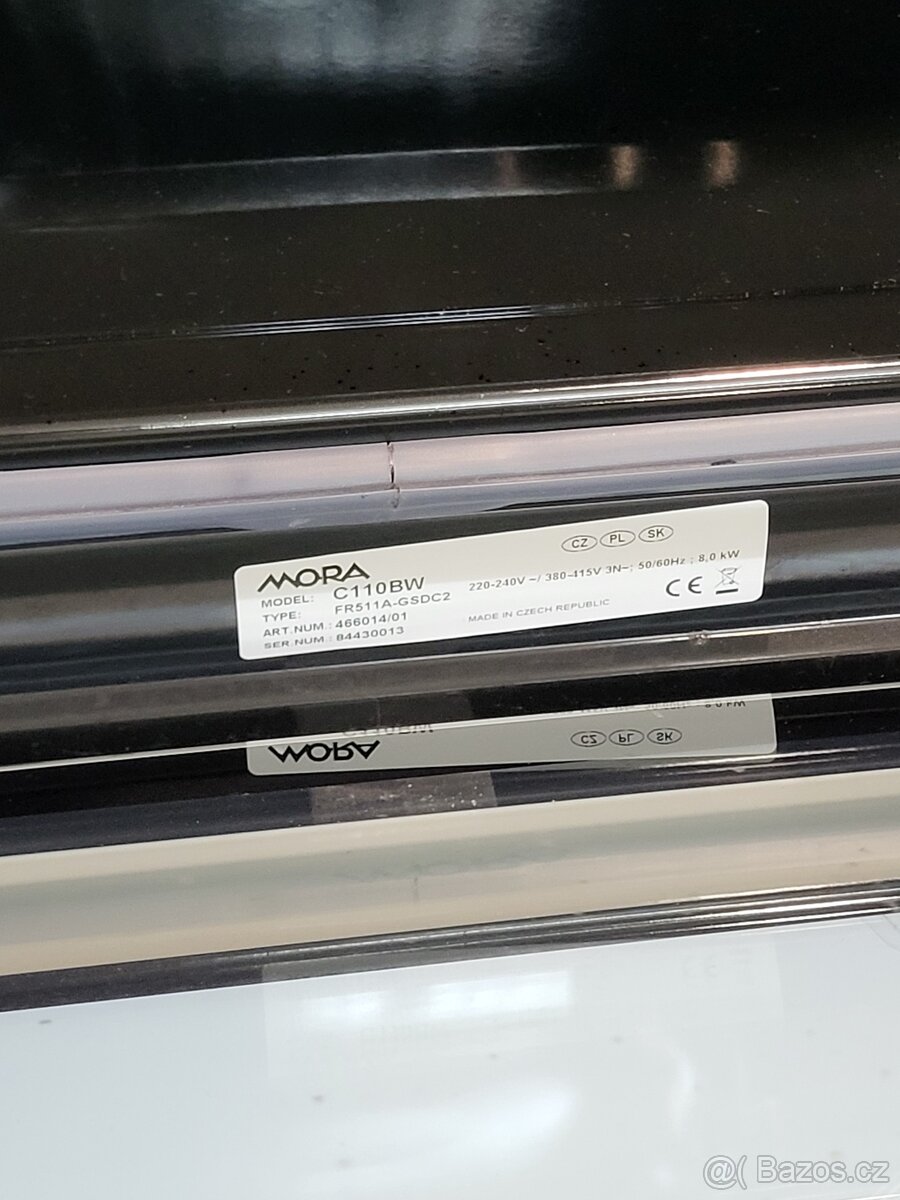 MORA
CZ PL SK
MODEL: C110BW
220-240V ~/ 380-415V 3N~; 50/60Hz ; 8,0 kW
TYPE: FR511A-GSDC2
ART.NUM.: 466014/01
MADE IN CZECH REPUBLIC
CE
SER.NUM.: 84430013
MORA
CZ PL SK
@( Bazos.cz